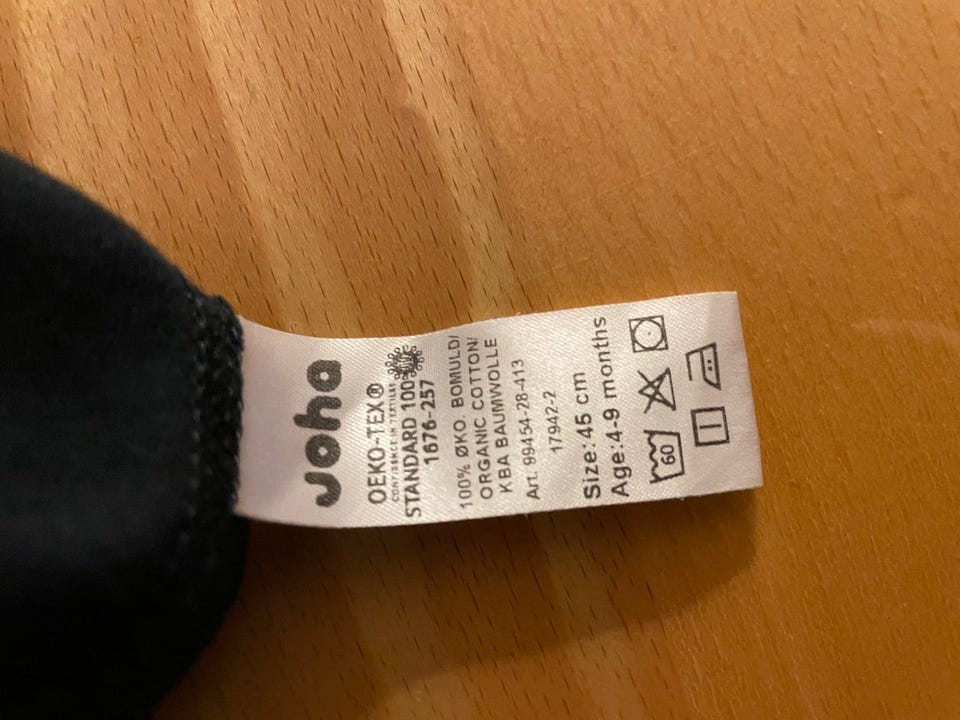 Joha
OEKO-TEX®
CONFIDENCE IN TEXTILES
STANDARD 100
1676-257
100% ØKO. BOMULD/
ORGANIC COTTON/
KBA BAUMWOLLE
Art. 99454-28-413
17942-2
Size:45 cm
Age:4-9 months
60